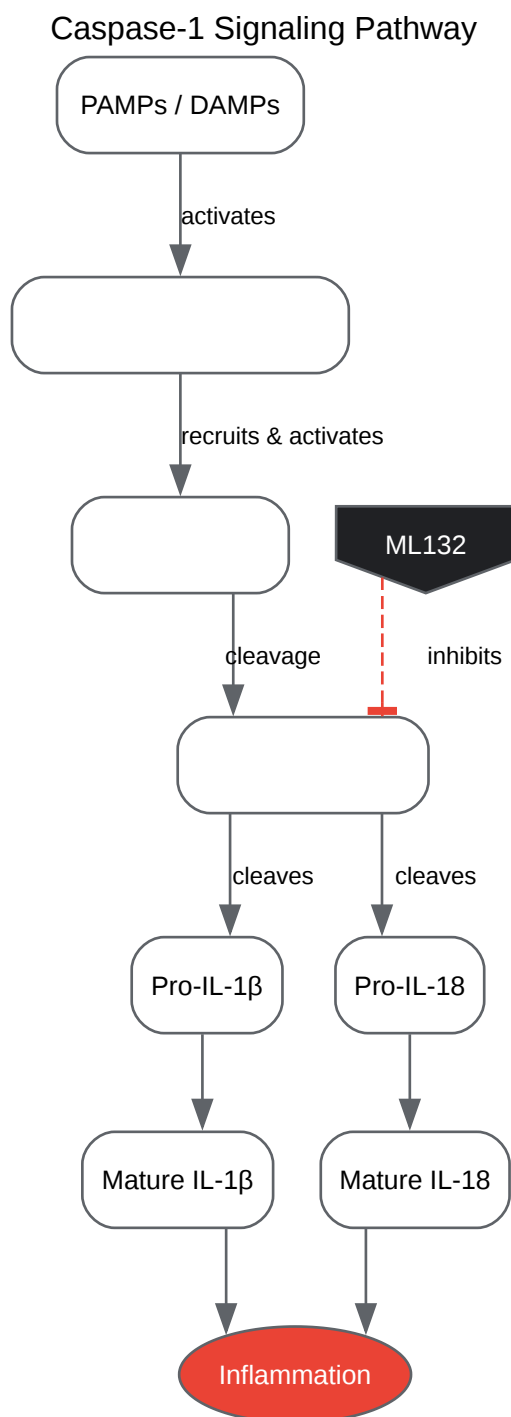 Caspase-1 Signaling Pathway
PAMPs / DAMPs
activates
recruits & activates
ML132
cleavage
inhibits
cleaves
cleaves
Pro-IL-1β
Pro-IL-18
Mature IL-1β
Mature IL-18
Inflammation